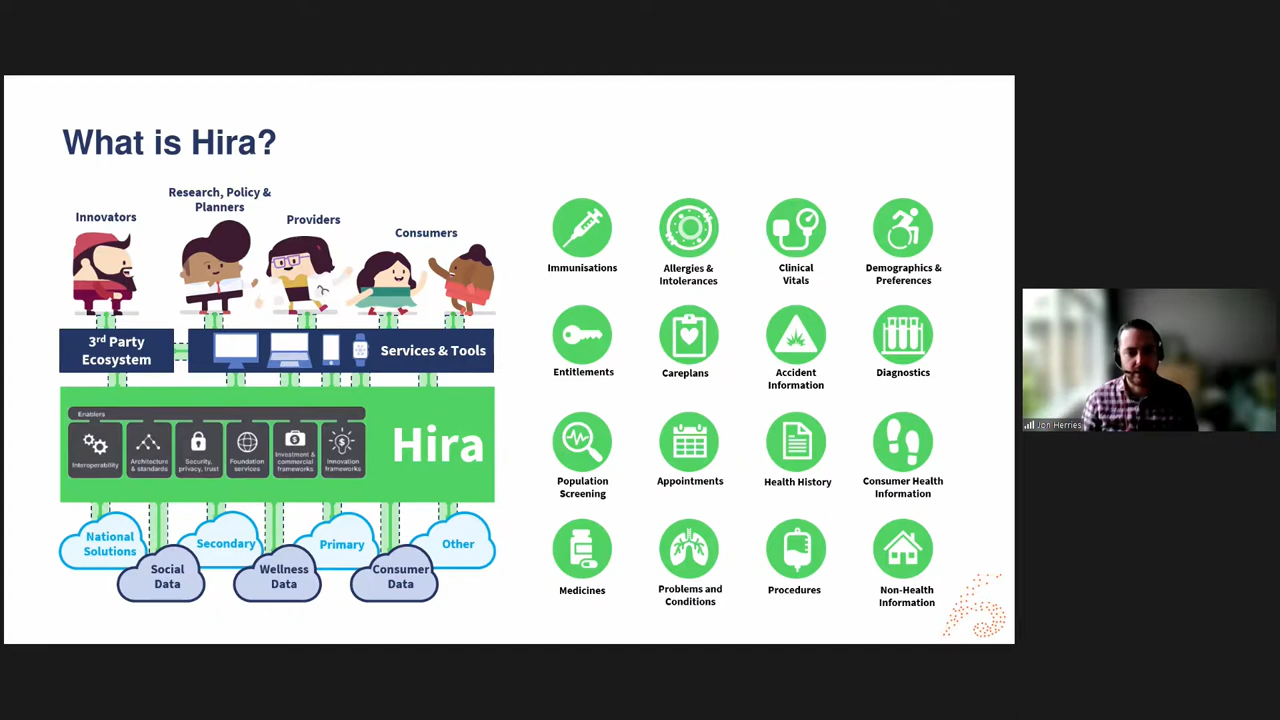 What is Hira?
Research, Policy &
Planners
Innovators
Providers
Consumers
3rd Party
Ecosystem
Services & Tools
Enablers
Interoperability
Architecture
& standards
Security,
privacy, trust
Foundation
services
Investment &
commercial
frameworks
Innovation
frameworks
Hira
National
Solutions
Secondary
Primary
Other
Social
Data
Wellness
Data
Consumer
Data
Immunisations
Allergies &
Intolerances
Clinical
Vitals
Demographics &
Preferences
Entitlements
Careplans
Accident
Information
Diagnostics
Population
Screening
Appointments
Health History
Consumer Health
Information
Medicines
Problems and
Conditions
Procedures
Non-Health
Information
Jon Herries